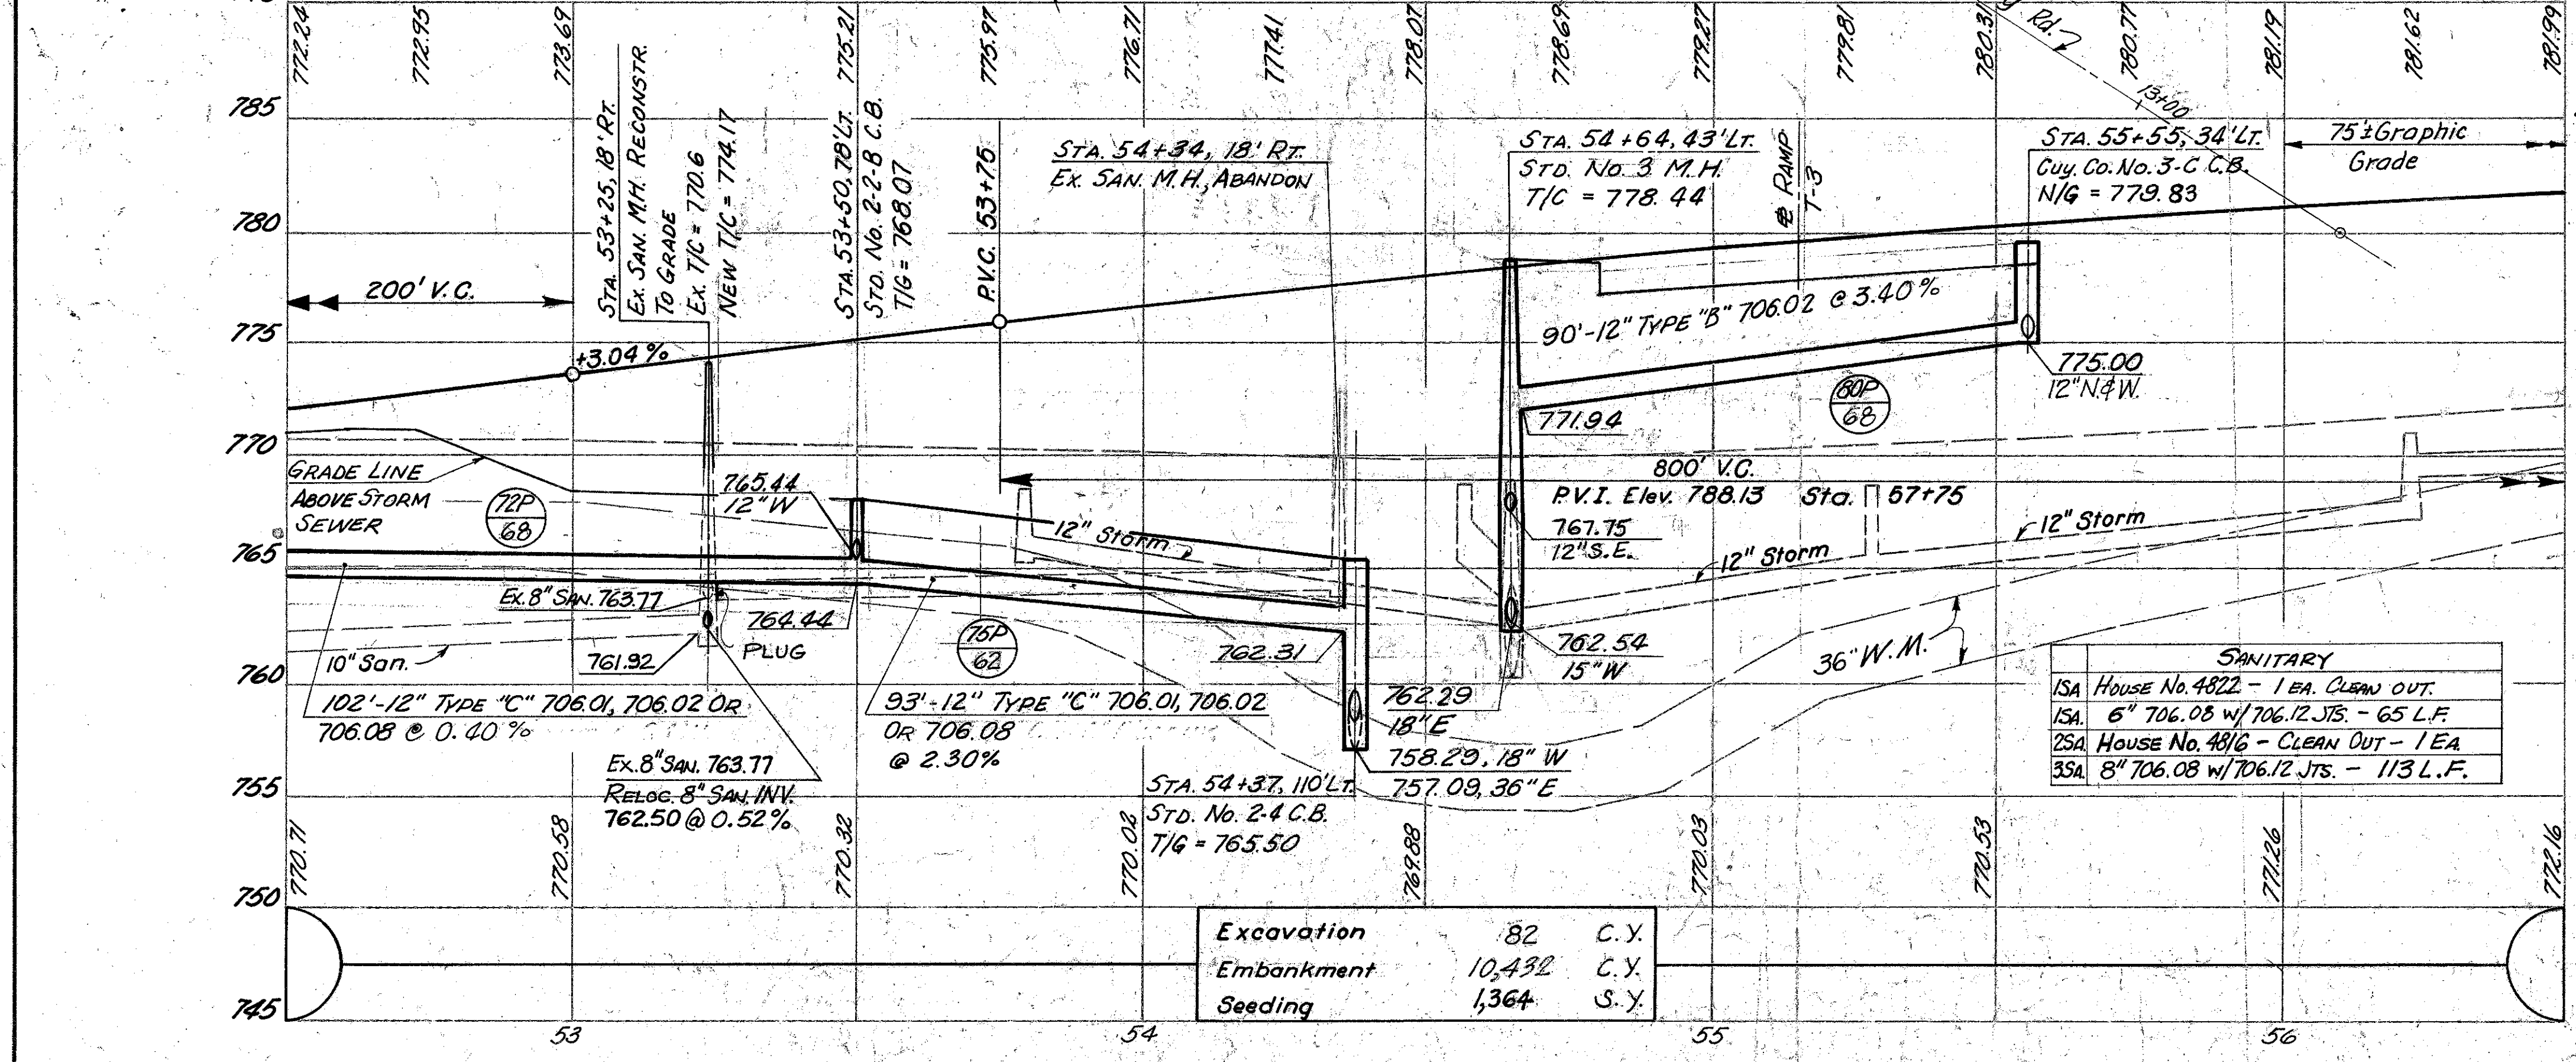 772.24
772.95
773.69
775.21
775.97
776.71
777.41
778.07
778.69
779.27
779.81
780.31
780.77
781.19
781.62
781.99
Rd.
13+00
785
780
775
770
765
760
755
750
745
STA. 53+25, 18' RT.
EX. SAN. M.H. RECONSTR.
TO GRADE
EX. T/C = 770.6
NEW T/C = 774.17
STA. 53+50, 78' LT.
STD. NO. 2-2-B C.B.
T/G = 768.07
P.V.C. 53+75
STA. 54+34, 18' RT.
EX. SAN. M.H., ABANDON
STA. 54+64, 43' LT.
STD. NO. 3 M.H.
T/C = 778.44
℄ RAMP
T-3
STA. 55+55, 34' LT.
Cuy. Co. No. 3-C C.B.
N/G = 779.83
75'± Graphic
Grade
200' V.C.
+3.04%
90'-12" TYPE "B" 706.02 @ 3.40%
775.00
12" N. & W.
80P
68
771.94
800' V.C.
P.V.I. Elev. 788.13 Sta. 57+75
GRADE LINE
ABOVE STORM
SEWER
72P
68
765.44
12" W
12" Storm
767.75
12" S.E.
12" Storm
12" Storm
EX. 8" SAN. 763.77
764.44
PLUG
75P
62
762.31
762.54
15" W
36" W.M.
10" San.
761.92
102'-12" TYPE "C" 706.01, 706.02 OR
706.08 @ 0.40%
93'-12" TYPE "C" 706.01, 706.02
OR 706.08
@ 2.30%
762.29
18" E
758.29, 18" W
757.09, 36" E
EX. 8" SAN. 763.77
RELOC. 8" SAN. INV.
762.50 @ 0.52%
STA. 54+37, 110' LT.
STD. NO. 2-4 C.B.
T/G = 765.50
SANITARY
1SA HOUSE NO. 4822 - 1 EA. CLEAN OUT.
1SA. 6" 706.08 W/706.12 JTS. - 65 L.F.
2SA. HOUSE NO. 4816 - CLEAN OUT - 1 EA
3SA. 8" 706.08 W/706.12 JTS. - 113 L.F.
770.71
770.58
770.32
770.02
769.88
770.03
770.53
771.26
772.16
Excavation 82 C.Y.
Embankment 10,432 C.Y.
Seeding 1,364 S.Y.
53
54
55
56